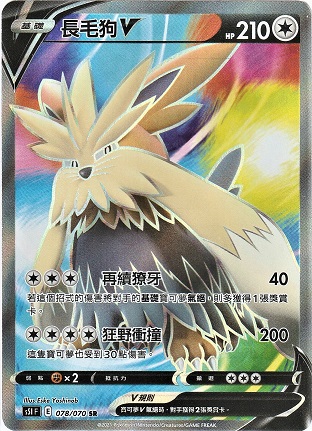 基礎 長毛狗V HP 210
再續獠牙 40
若這個招式的傷害將對手的基礎寶可夢氣絕，則多獲得1張獎賞
卡。
狂野衝撞 200
這隻寶可夢也受到30點傷害。
弱點 ×2 抵抗力 撤退
Illus. Eske Yoshinob
V規則
寶可夢V氣絕時，對手獲得2張獎賞卡。
s5I F E 078/070 SR
©2021 Pokémon/Nintendo/Creatures/GAME FREAK.